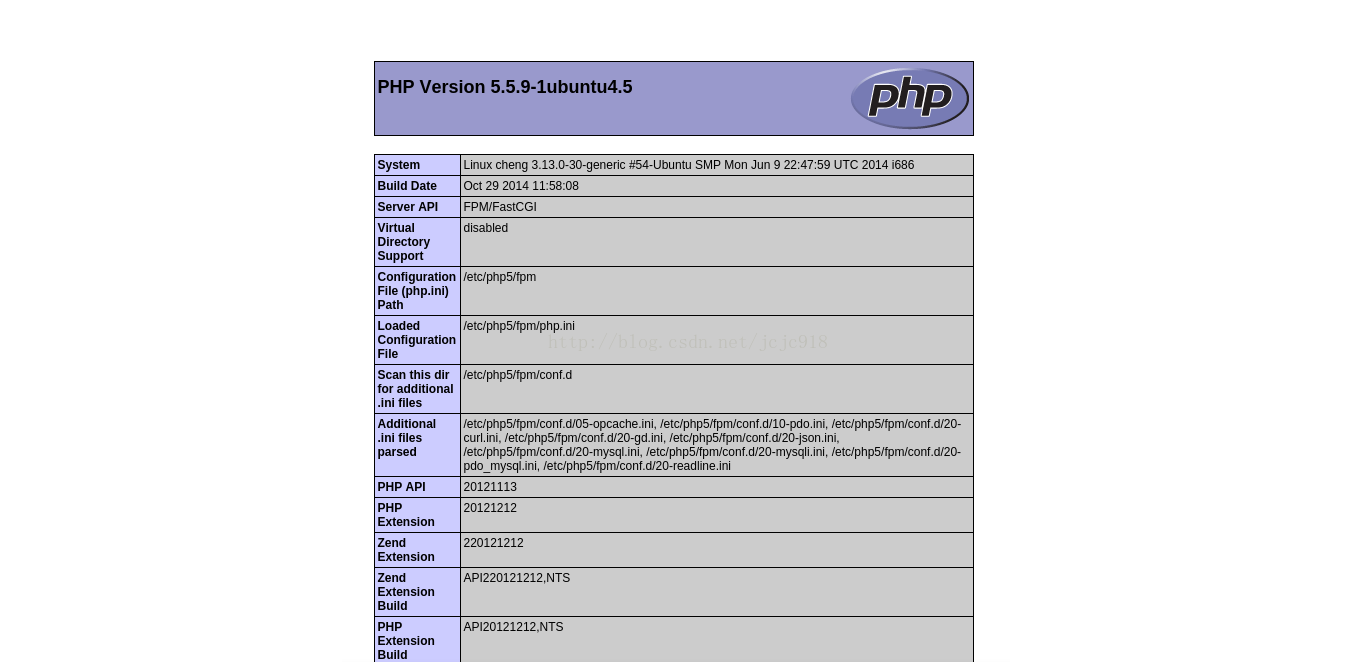 PHP Version 5.5.9-1ubuntu4.5
php
System Linux cheng 3.13.0-30-generic #54-Ubuntu SMP Mon Jun 9 22:47:59 UTC 2014 i686
Build Date Oct 29 2014 11:58:08
Server API FPM/FastCGI
Virtual disabled
Directory
Support
Configuration /etc/php5/fpm
File (php.ini)
Path
Loaded /etc/php5/fpm/php.ini
Configuration http://blog.csdn.net/jcjc918
File
Scan this dir /etc/php5/fpm/conf.d
for additional
.ini files
Additional /etc/php5/fpm/conf.d/05-opcache.ini, /etc/php5/fpm/conf.d/10-pdo.ini, /etc/php5/fpm/conf.d/20-
.ini files curl.ini, /etc/php5/fpm/conf.d/20-gd.ini, /etc/php5/fpm/conf.d/20-json.ini,
parsed /etc/php5/fpm/conf.d/20-mysql.ini, /etc/php5/fpm/conf.d/20-mysqli.ini, /etc/php5/fpm/conf.d/20-
pdo_mysql.ini, /etc/php5/fpm/conf.d/20-readline.ini
PHP API 20121113
PHP 20121212
Extension
Zend 220121212
Extension
Zend API220121212,NTS
Extension
Build
PHP API20121212,NTS
Extension
Build